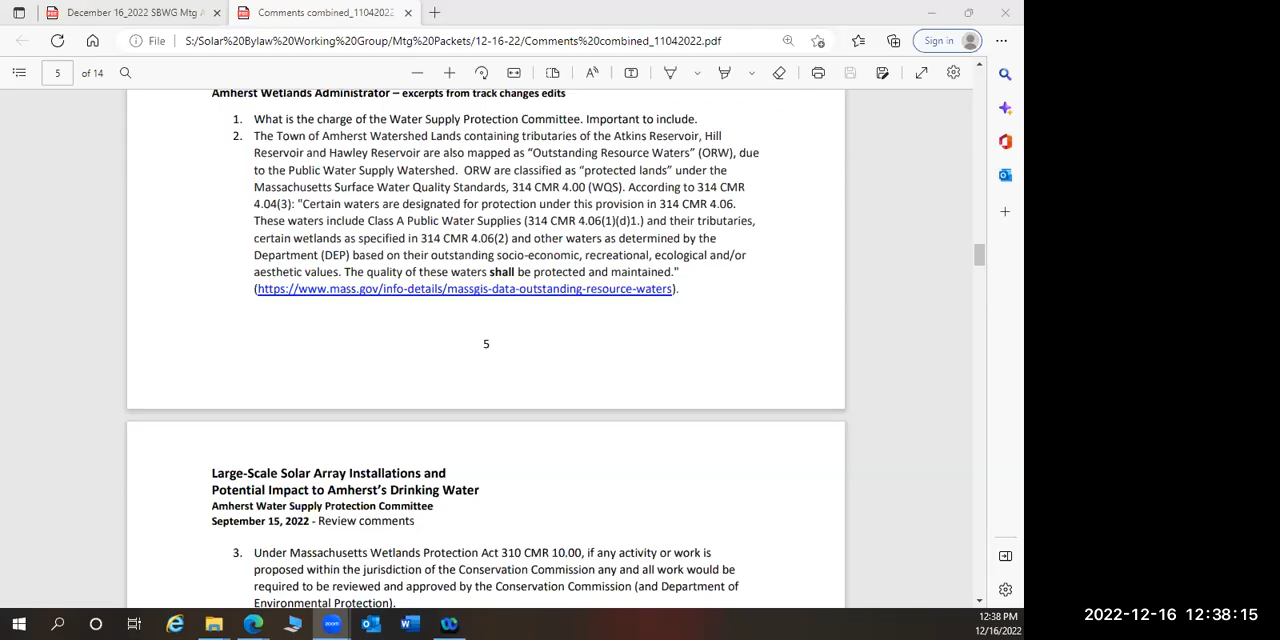 December 16_2022 SBWG Mtg A
Comments combined_11042022
File
S:/Solar%20Bylaw%20Working%20Group/Mtg%20Packets/12-16-22/Comments%20combined_11042022.pdf
Sign in
5 of 14
Amherst Wetlands Administrator – excerpts from track changes edits
1. What is the charge of the Water Supply Protection Committee. Important to include.
2. The Town of Amherst Watershed Lands containing tributaries of the Atkins Reservoir, Hill
Reservoir and Hawley Reservoir are also mapped as “Outstanding Resource Waters” (ORW), due
to the Public Water Supply Watershed. ORW are classified as “protected lands” under the
Massachusetts Surface Water Quality Standards, 314 CMR 4.00 (WQS). According to 314 CMR
4.04(3): "Certain waters are designated for protection under this provision in 314 CMR 4.06.
These waters include Class A Public Water Supplies (314 CMR 4.06(1)(d)1.) and their tributaries,
certain wetlands as specified in 314 CMR 4.06(2) and other waters as determined by the
Department (DEP) based on their outstanding socio-economic, recreational, ecological and/or
aesthetic values. The quality of these waters shall be protected and maintained."
(https://www.mass.gov/info-details/massgis-data-outstanding-resource-waters).
5
Large-Scale Solar Array Installations and
Potential Impact to Amherst’s Drinking Water
Amherst Water Supply Protection Committee
September 15, 2022 - Review comments
3. Under Massachusetts Wetlands Protection Act 310 CMR 10.00, if any activity or work is
proposed within the jurisdiction of the Conservation Commission any and all work would be
required to be reviewed and approved by the Conservation Commission (and Department of
Environmental Protection).
zoom
12:38 PM
12/16/2022
2022-12-16 12:38:15